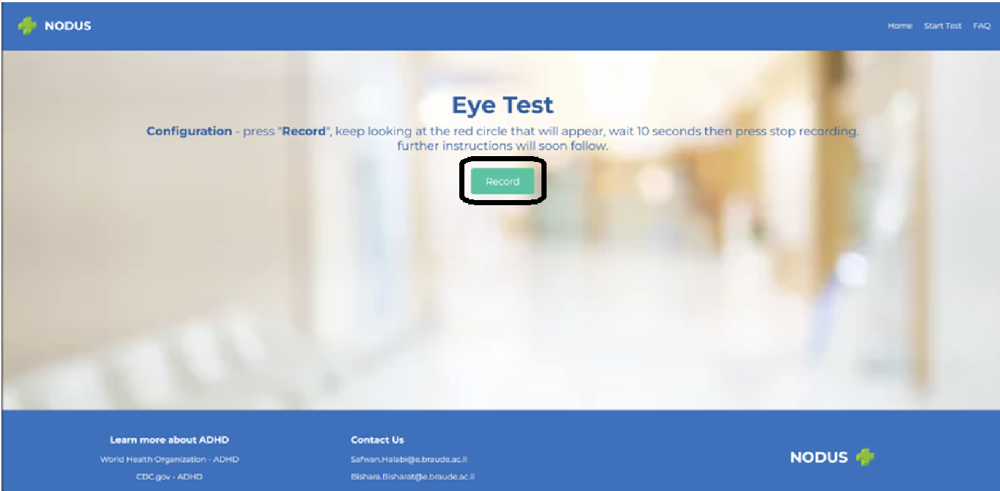 NODUS
Home Start Test FAQ
Eye Test
Configuration - press "Record", keep looking at the red circle that will appear, wait 10 seconds then press stop recording.
further instructions will soon follow.
Record
Learn more about ADHD
World Health Organization - ADHD
CDC.gov - ADHD
Contact Us
Safwan.Halabi@e.braude.ac.il
Bishara.Bisharat@e.braude.ac.il
NODUS